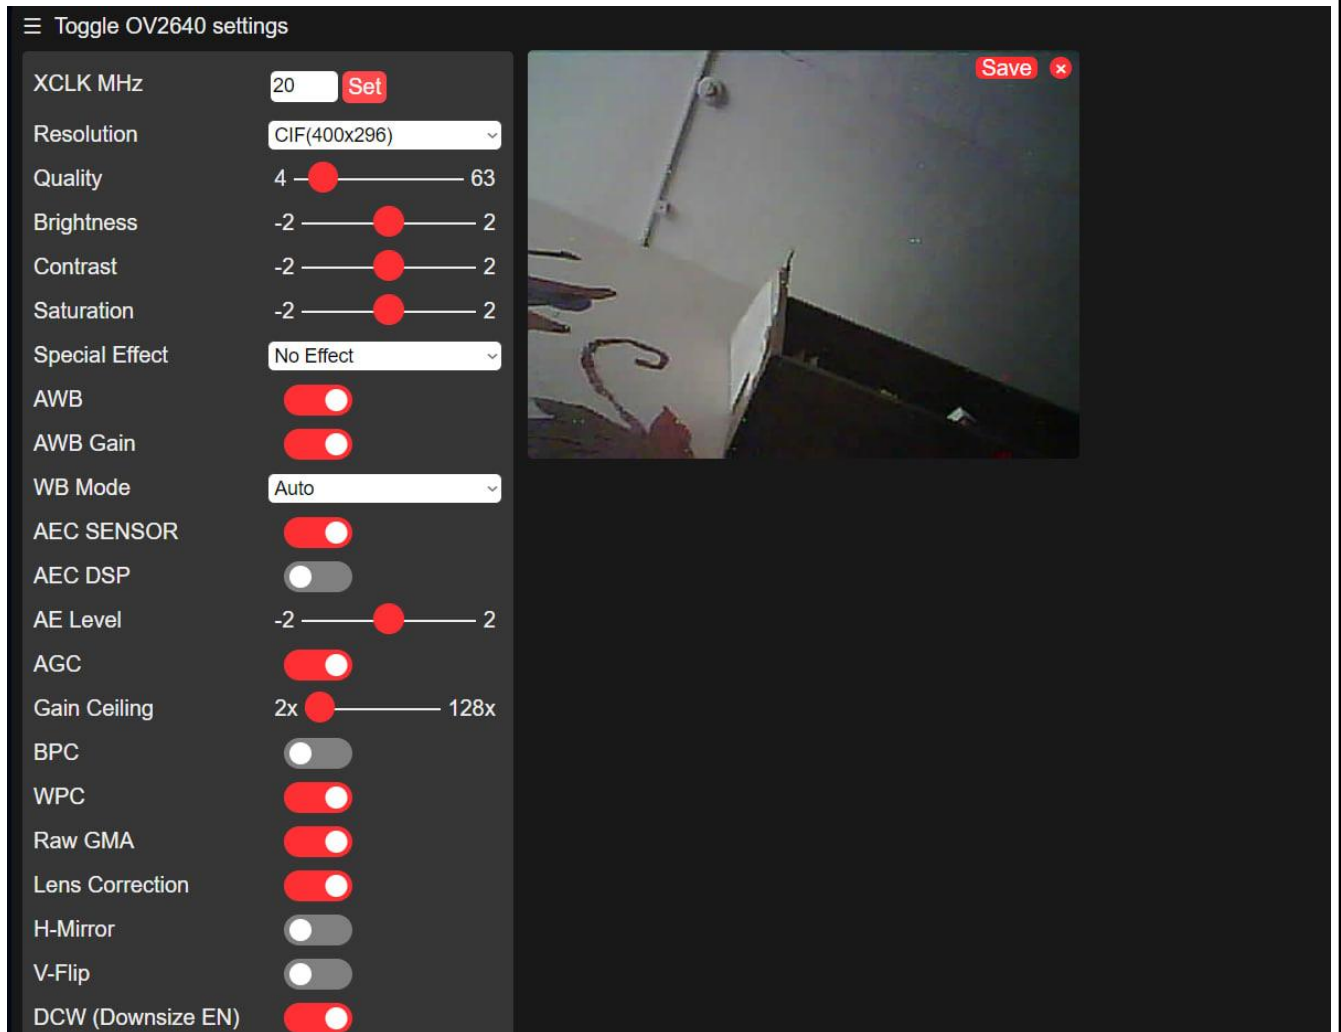 ☰ Toggle OV2640 settings
XCLK MHz 20 Set
Resolution CIF(400x296)
Quality 4 63
Brightness -2 2
Contrast -2 2
Saturation -2 2
Special Effect No Effect
AWB
AWB Gain
WB Mode Auto
AEC SENSOR
AEC DSP
AE Level -2 2
AGC
Gain Ceiling 2x 128x
BPC
WPC
Raw GMA
Lens Correction
H-Mirror
V-Flip
DCW (Downsize EN)
Save ×